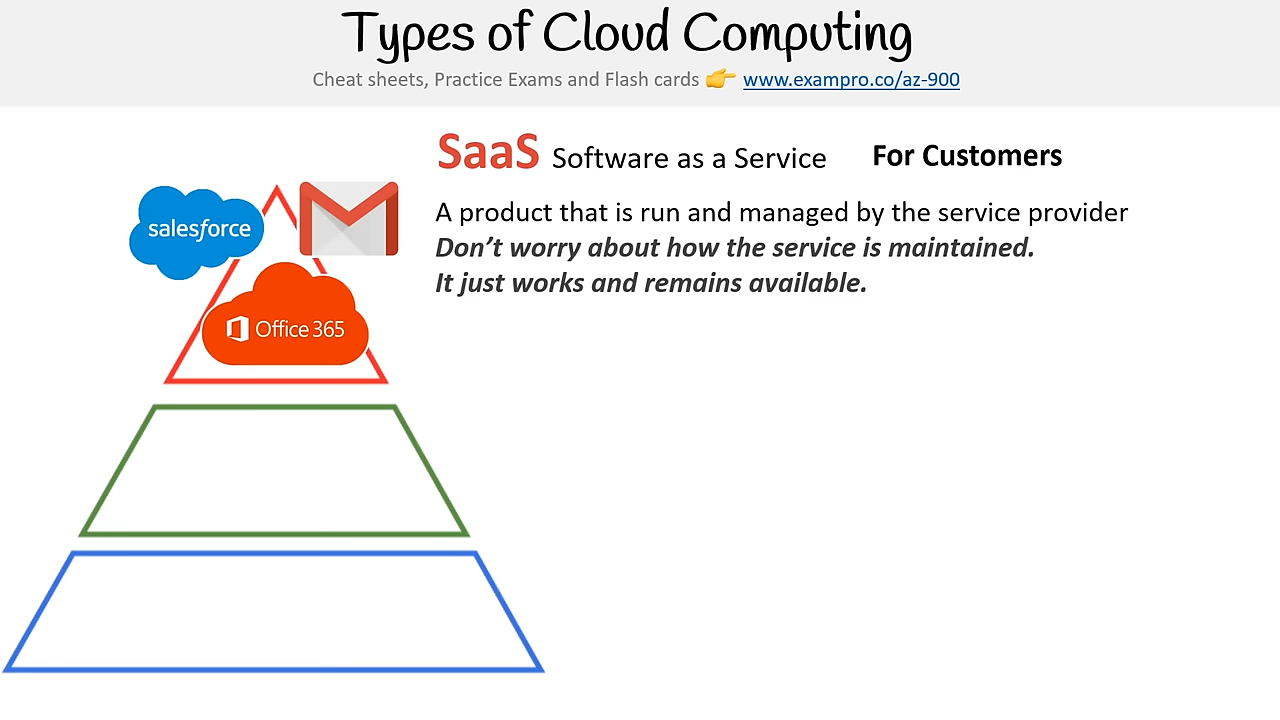 Types of Cloud Computing
Cheat sheets, Practice Exams and Flash cards 👉 www.exampro.co/az-900
SaaS Software as a Service For Customers
A product that is run and managed by the service provider
Don’t worry about how the service is maintained.
It just works and remains available.
salesforce
Office 365